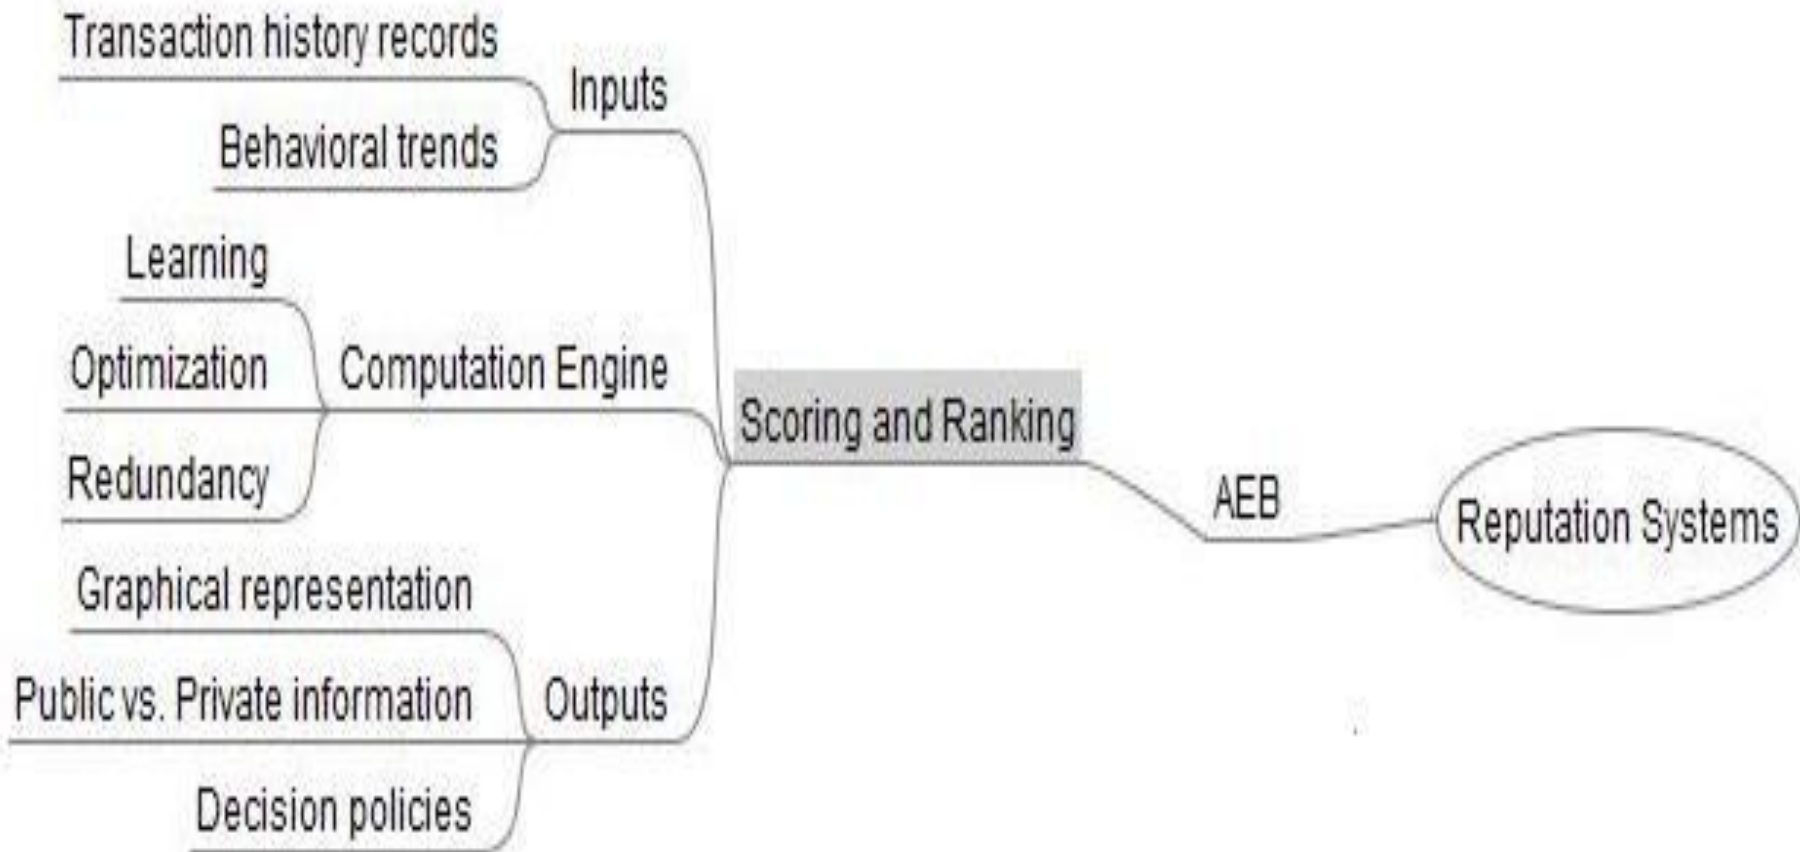 Transaction history records
Inputs
Behavioral trends
Learning
Optimization
Computation Engine
Redundancy
Scoring and Ranking
AEB
Reputation Systems
Graphical representation
Public vs. Private information
Outputs
Decision policies